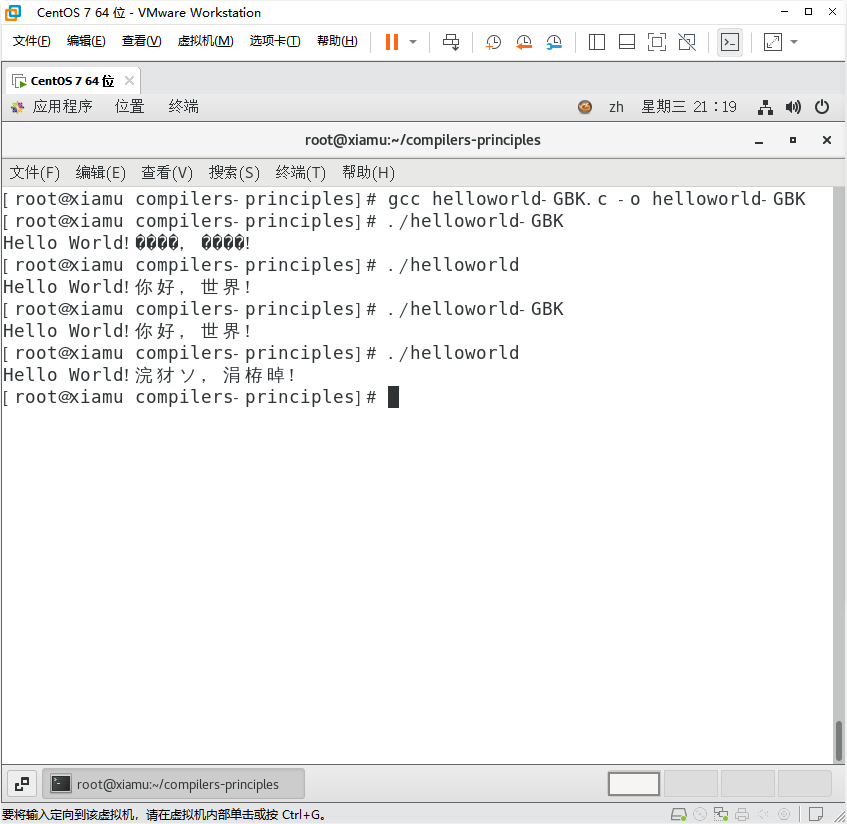 CentOS 7 64 位 - VMware Workstation
文件(F) 编辑(E) 查看(V) 虚拟机(M) 选项卡(T) 帮助(H)
CentOS 7 64 位
应用程序 位置 终端 zh 星期三 21：19
root@xiamu:~/compilers-principles
文件(F) 编辑(E) 查看(V) 搜索(S) 终端(T) 帮助(H)
[root@xiamu compilers-principles]# gcc helloworld-GBK.c -o helloworld-GBK
[root@xiamu compilers-principles]# ./helloworld-GBK
Hello World!����，����!
[root@xiamu compilers-principles]# ./helloworld
Hello World!你好，世界!
[root@xiamu compilers-principles]# ./helloworld-GBK
Hello World!你好，世界!
[root@xiamu compilers-principles]# ./helloworld
Hello World!浣犲ソ，涓栫晫!
[root@xiamu compilers-principles]#
root@xiamu:~/compilers-principles
要将输入定向到该虚拟机，请在虚拟机内部单击或按 Ctrl+G。